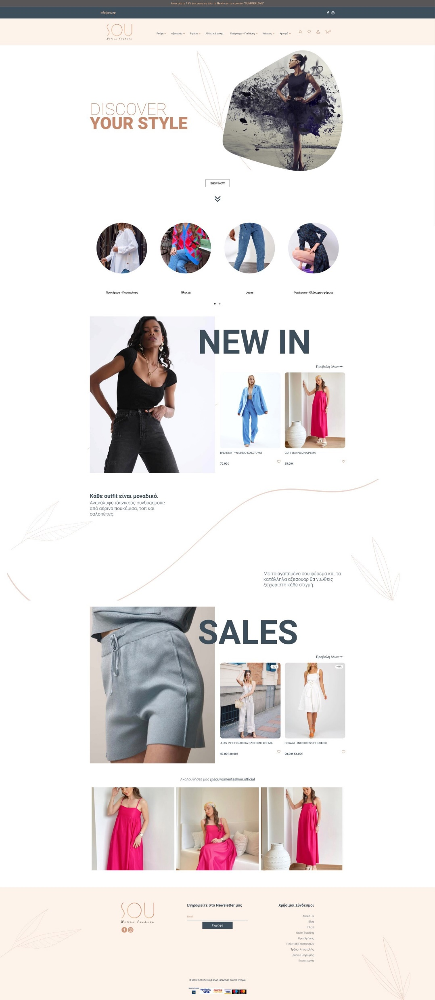 Αποκτήστε 15% έκπτωση σε όλα τα Newin με το κουπόνι "SUMMERLOVE"
Info@sou.gr
SOU
Women Fashion
Ρούχα Αξεσουάρ Bigsize Αθλητικά ρούχα Εσώρουχα – Πιτζάμες Κάλτσες Αμπιγιέ
0
DISCOVER
YOUR STYLE
SHOP NOW
Πουκάμισα - Πουκαμίσες Πλεκτά Jeans Φορέματα - Ολόσωμες φόρμες
NEW IN
Προβολή όλων
BRIANNA ΓΥΝΑΙΚΕΙΟ ΚΟΥΣΤΟΥΜΙ GIA ΓΥΝΑΙΚΕΙΟ ΦΟΡΕΜΑ
70.00€ 25.00€
Κάθε outfit είναι μοναδικό.
Ανακάλυψε ιδανικούς συνδυασμούς
από αέρινα πουκάμισα, τοπ και
σαλοπέτες.
Με το αγαπημένο σου φόρεμα και τα
κατάλληλα αξεσουάρ θα νιώθεις
ξεχωριστή κάθε στιγμή.
SALES
Προβολή όλων
-50% -40%
JUAN ΡΙΓΕ ΓΥΝΑΙΚΕΙΑ ΟΛΟΣΩΜΗ ΦΟΡΜΑ SORAYA LINEN DRESS ΓΥΝΑΙΚΕΙΟ
40.00€ 20.00€ 90.00€ 54.00€
Ακολουθήστε μας @souwomenfashion.official
SOU
Women Fashion
Εγγραφείτε στο Newsletter μας
Email
Εγγραφή
Χρήσιμοι Σύνδεσμοι
About Us
Blog
FAQs
Order Tracking
Όροι Χρήσης
Πολιτική Επιστροφων
Τρόποι Αποστολής
Τρόποι Πληρωμής
Επικοινωνία
© 2022 Κατασκευή Eshop Lioncode Your IT People
Verified by
VISA
MasterCard
SecureCode
VISA